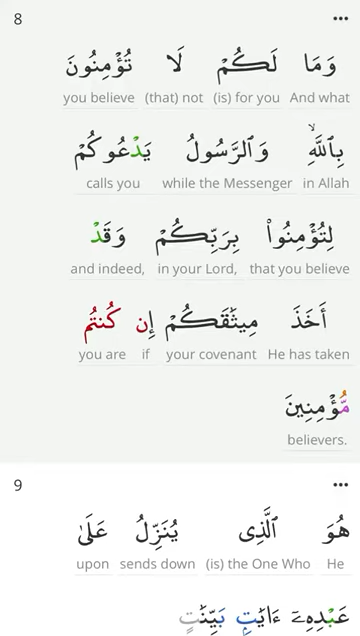 8 •••
وَمَا لَكُمْ لَا تُؤْمِنُونَ
And what (is) for you (that) not you believe
بِٱللَّهِ ۙ وَٱلرَّسُولُ يَدْعُوكُمْ
in Allah while the Messenger calls you
لِتُؤْمِنُوا۟ بِرَبِّكُمْ وَقَدْ
that you believe in your Lord, and indeed,
أَخَذَ مِيثَـٰقَكُمْ إِن كُنتُم
He has taken your covenant if you are
مُّؤْمِنِينَ
believers.
9 •••
هُوَ ٱلَّذِى يُنَزِّلُ عَلَىٰ
He (is) the One Who sends down upon
عَبْدِهِۦٓ ءَايَـٰتٍۭ بَيِّنَـٰتٍ